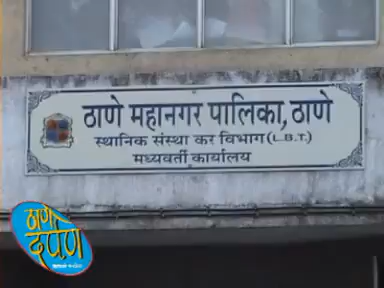 ठाणे महानगर पालिका, ठाणे
स्थानिक संस्था कर विभाग (L.B.T.)
मध्यवर्ती कार्यालय
ठाणे
दर्पण